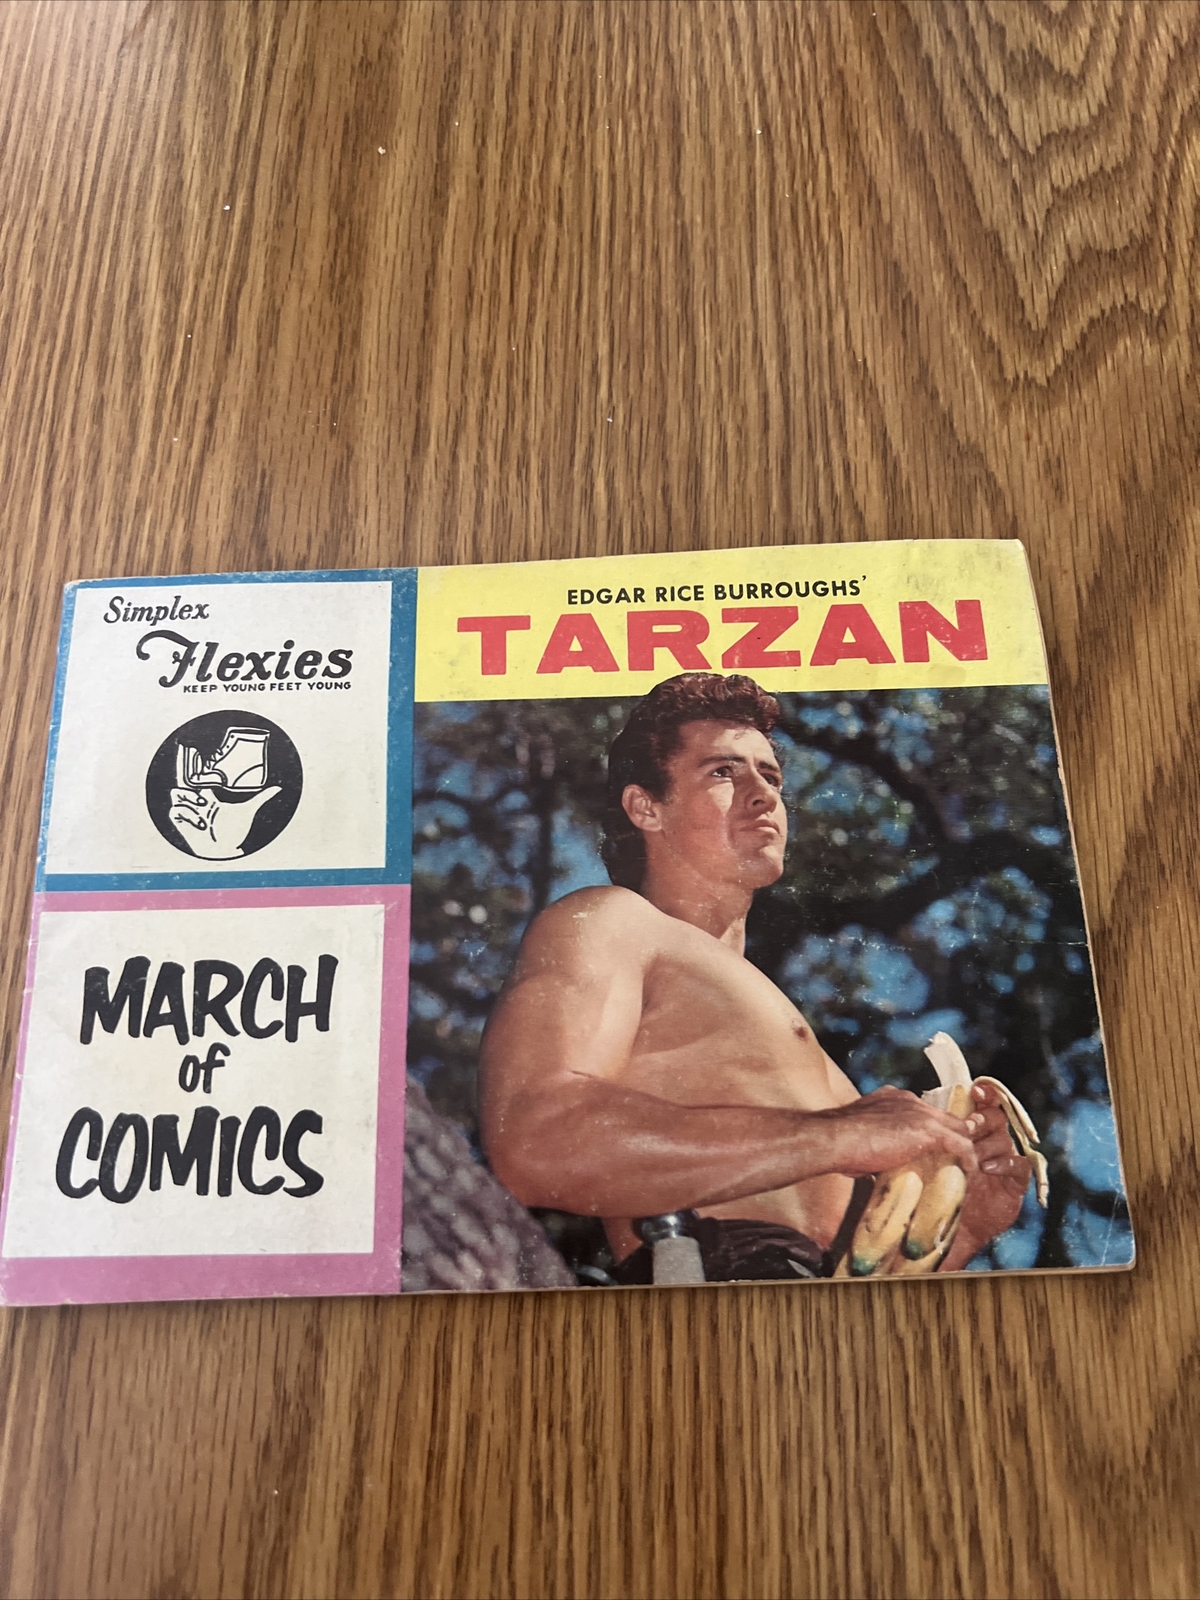 Simplex
Flexies
KEEP YOUNG FEET YOUNG
MARCH
of
COMICS
EDGAR RICE BURROUGHS'
TARZAN